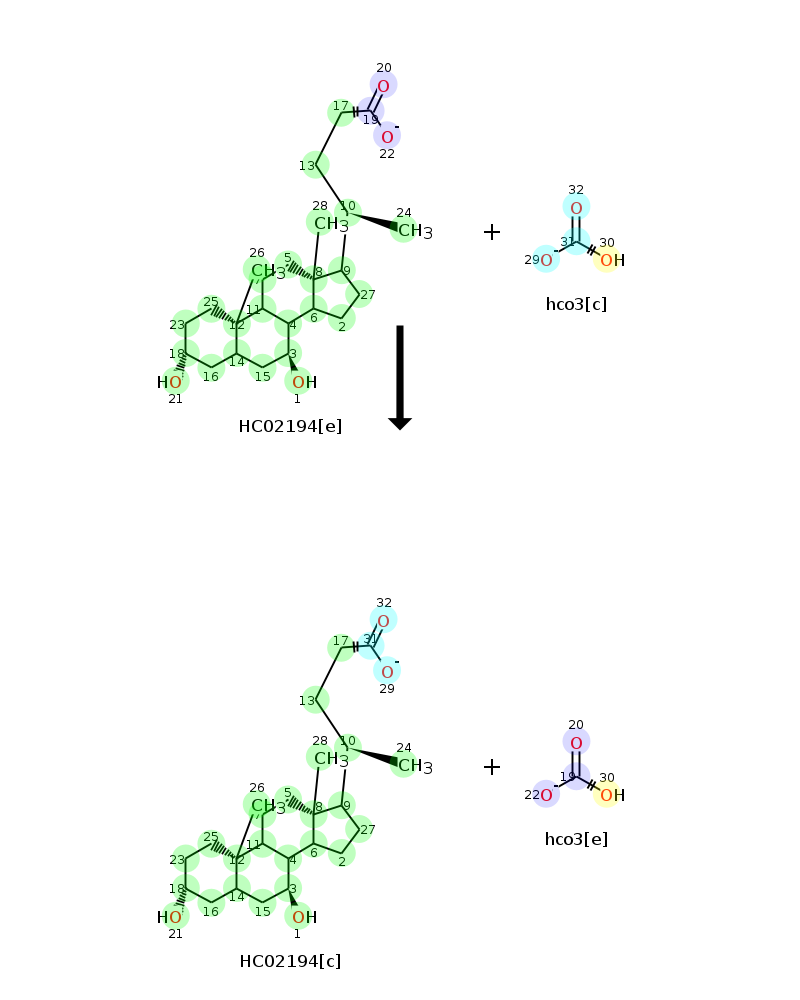 20
O
17
19
O-
22
13
28
10
24
32
O
CH3
CH3
+
31
30
26
5
29 O- OH
CH3
8
9
hco3[c]
25
27
11
23
12
4
6
2
18
14
3
HO
16
15
OH
21
1
HC02194[e]
32
O
17
31
O-
29
13
28
10
24
20
O
CH3
CH3
+
19
30
26
5
22 O- OH
CH3
8
9
hco3[e]
25
27
11
23
12
4
6
2
18
14
3
HO
16
15
OH
21
1
HC02194[c]